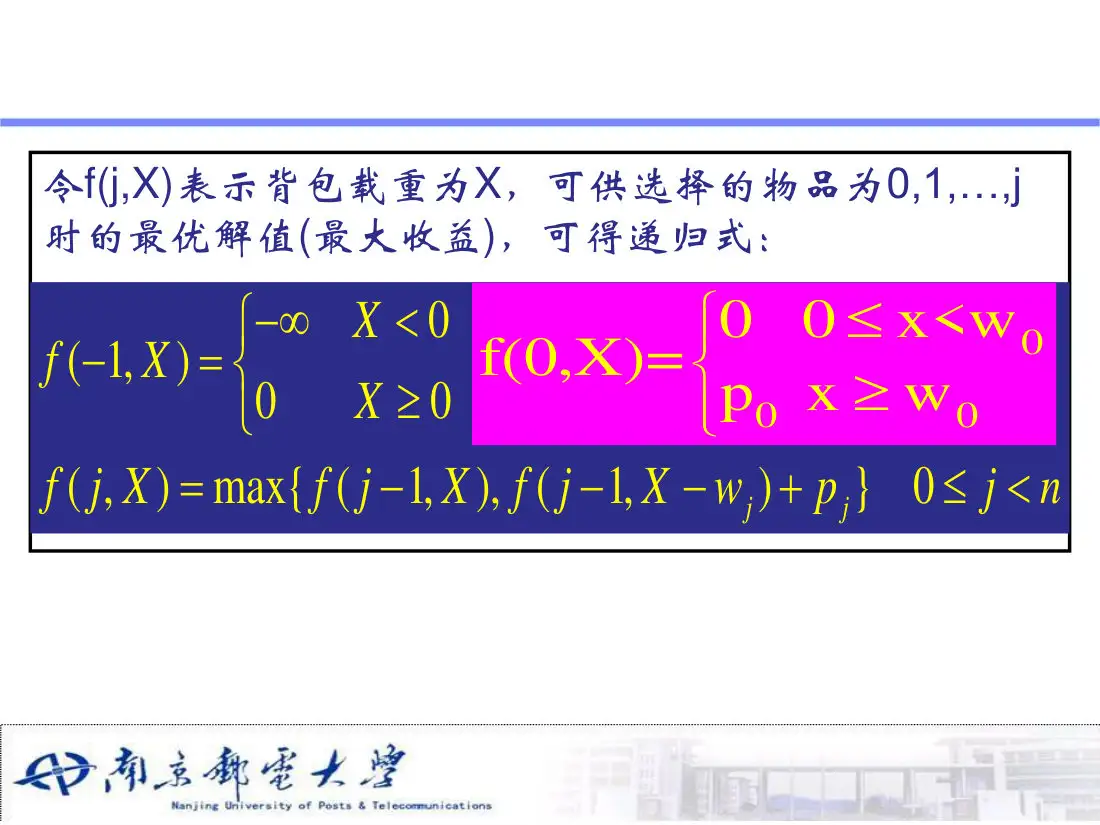 令f(j,X)表示背包载重为X，可供选择的物品为0,1,…,j
时的最优解值(最大收益)，可得递归式：
f(−1,X)={−∞ X<0
0 X≥0
f(0,X)={0 0≤x<w₀
p₀ x≥w₀
f(j,X)=max{f(j−1,X),f(j−1,X−wⱼ)+pⱼ} 0≤j<n
南京郵電大學
Nanjing University of Posts & Telecommunications